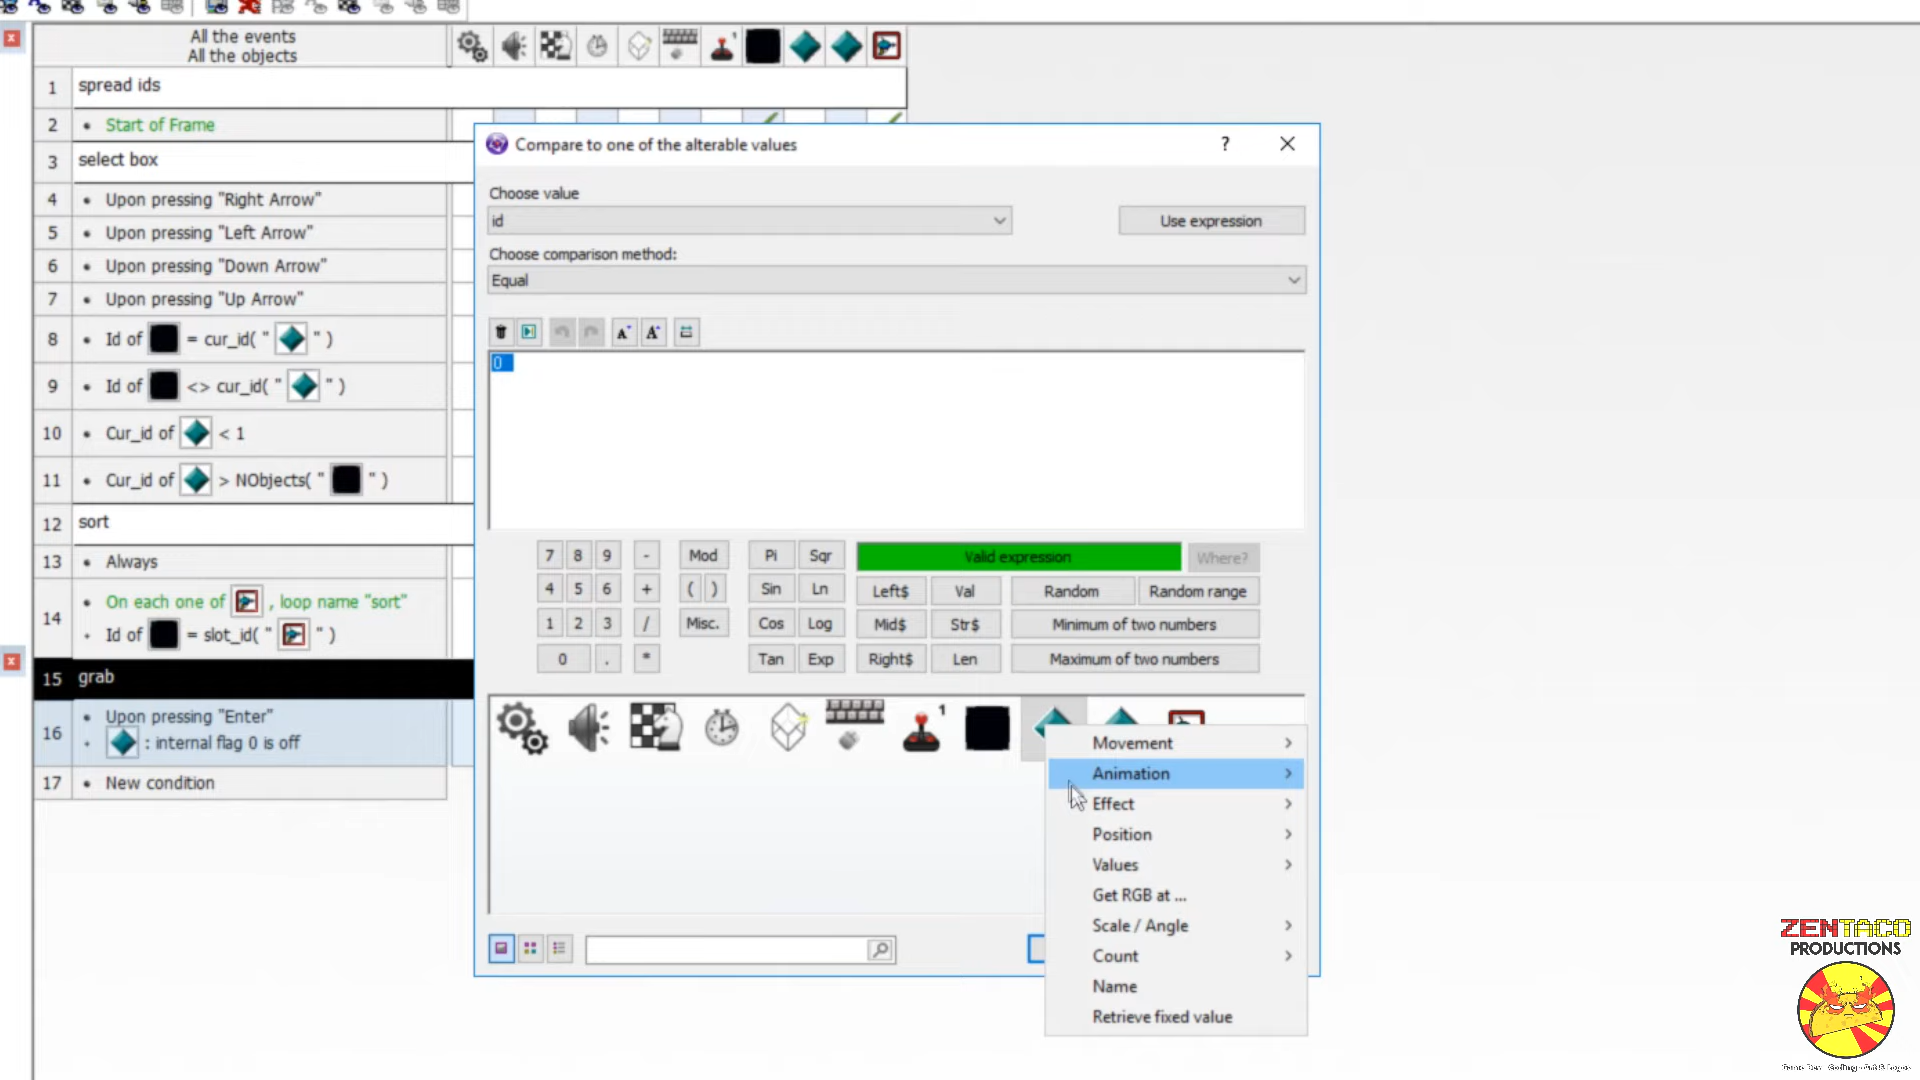 All the events
All the objects
1 spread ids
2 • Start of Frame
3 select box
4 • Upon pressing "Right Arrow"
5 • Upon pressing "Left Arrow"
6 • Upon pressing "Down Arrow"
7 • Upon pressing "Up Arrow"
8 • Id of = cur_id( " " )
9 • Id of <> cur_id( " " )
10 • Cur_id of < 1
11 • Cur_id of > NObjects( " " )
12 sort
13 • Always
14 • On each one of , loop name "sort"
• Id of = slot_id( " " )
15 grab
16 • Upon pressing "Enter"
• : internal flag 0 is off
17 • New condition
Compare to one of the alterable values ?
Choose value
id Use expression
Choose comparison method:
Equal
0
7 8 9 - Mod Pi Sqr Valid expression Where?
4 5 6 + ( ) Sin Ln Left$ Val Random Random range
1 2 3 / Misc. Cos Log Mid$ Str$ Minimum of two numbers
0 . * Tan Exp Right$ Len Maximum of two numbers
1
Movement
Animation
Effect
Position
Values
Get RGB at ...
Scale / Angle
Count
Name
Retrieve fixed value
ZENTACO
PRODUCTIONS